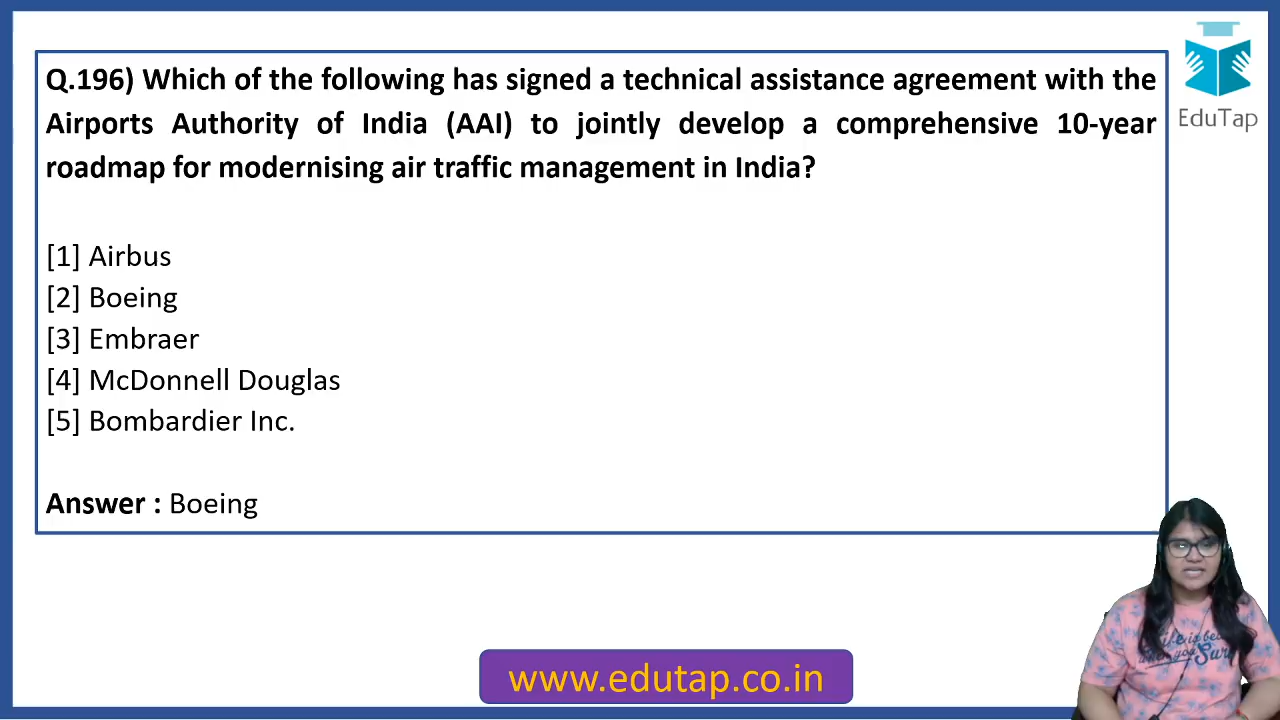 Q.196) Which of the following has signed a technical assistance agreement with the
Airports Authority of India (AAI) to jointly develop a comprehensive 10-year
roadmap for modernising air traffic management in India?
[1] Airbus
[2] Boeing
[3] Embraer
[4] McDonnell Douglas
[5] Bombardier Inc.
Answer : Boeing
EduTap
www.edutap.co.in